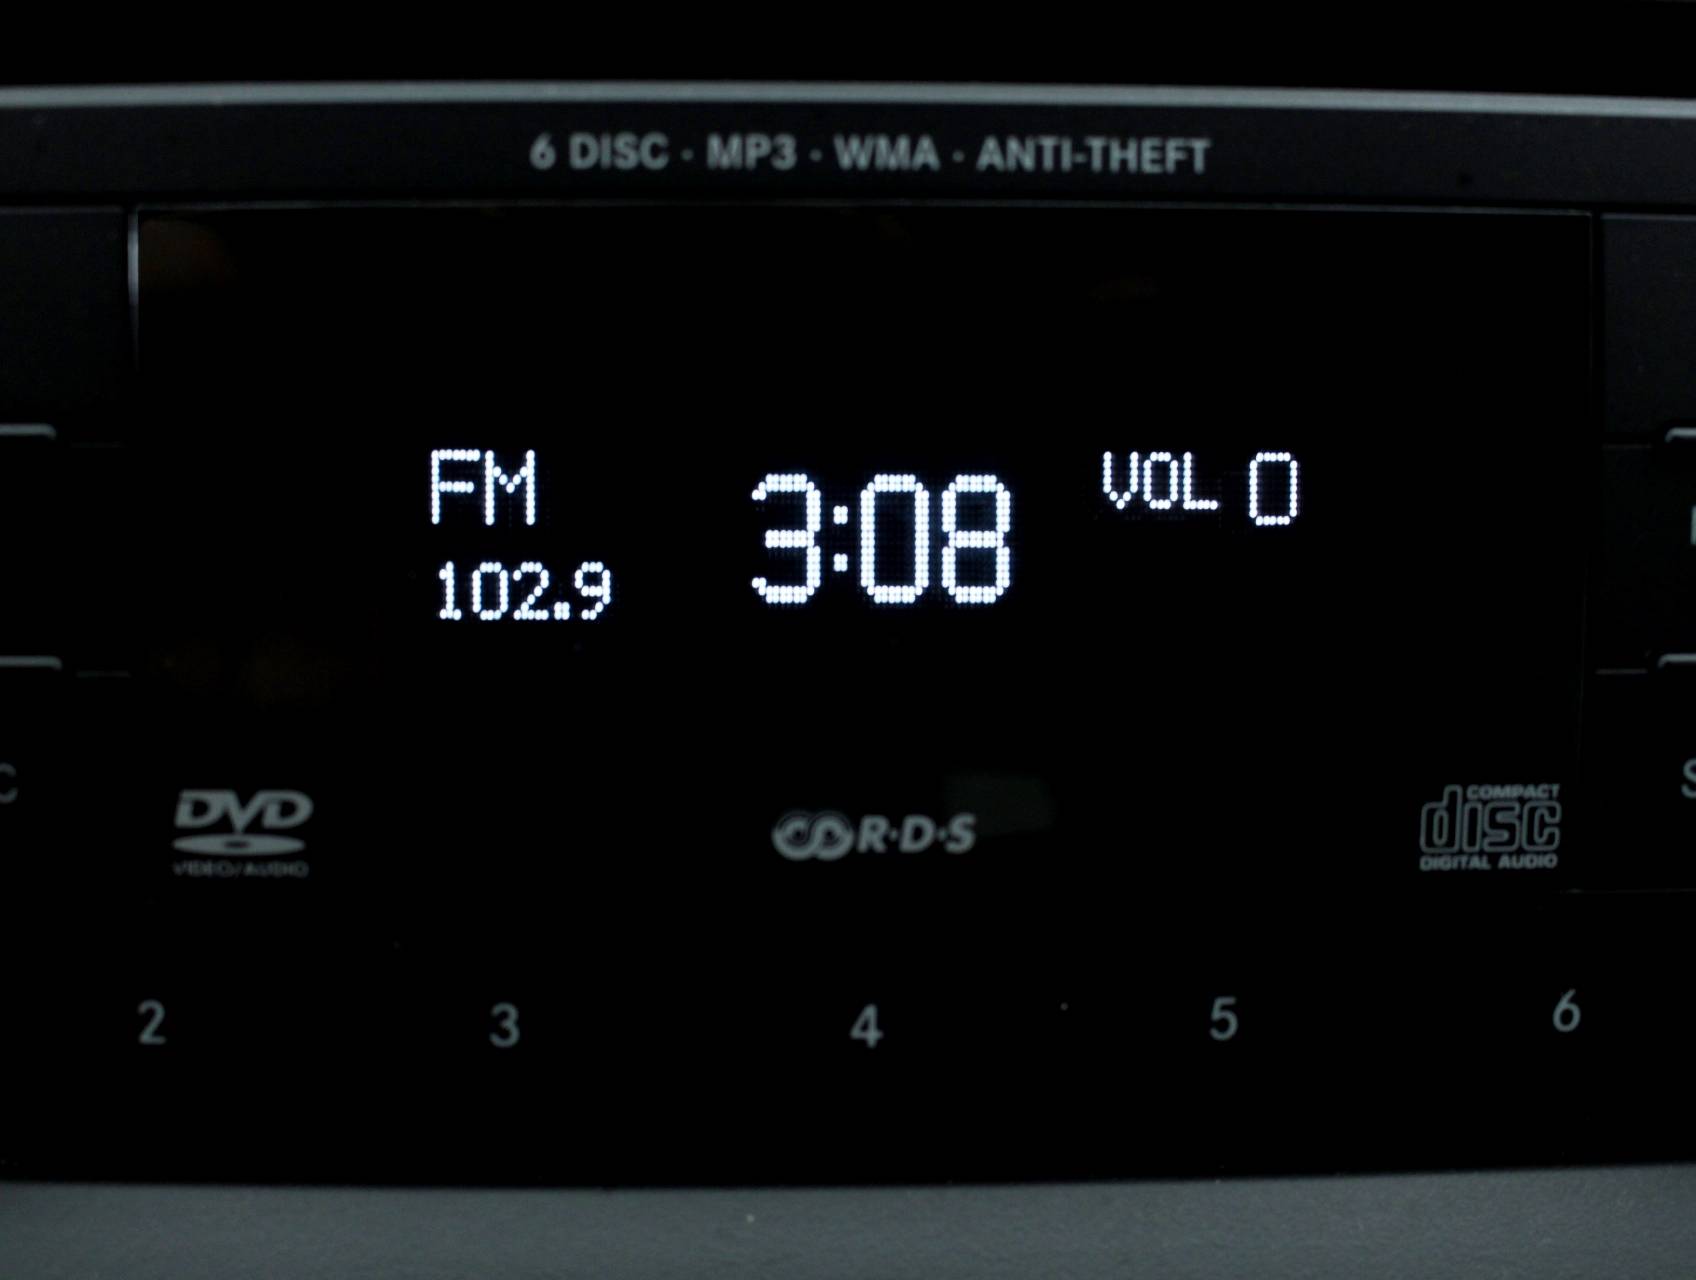 6 DISC · MP3 · WMA · ANTI-THEFT
FM 3:08 VOL 0
102.9
DVD
VIDEO/AUDIO
R·D·S
COMPACT
disc
DIGITAL AUDIO
2 3 4 5 6